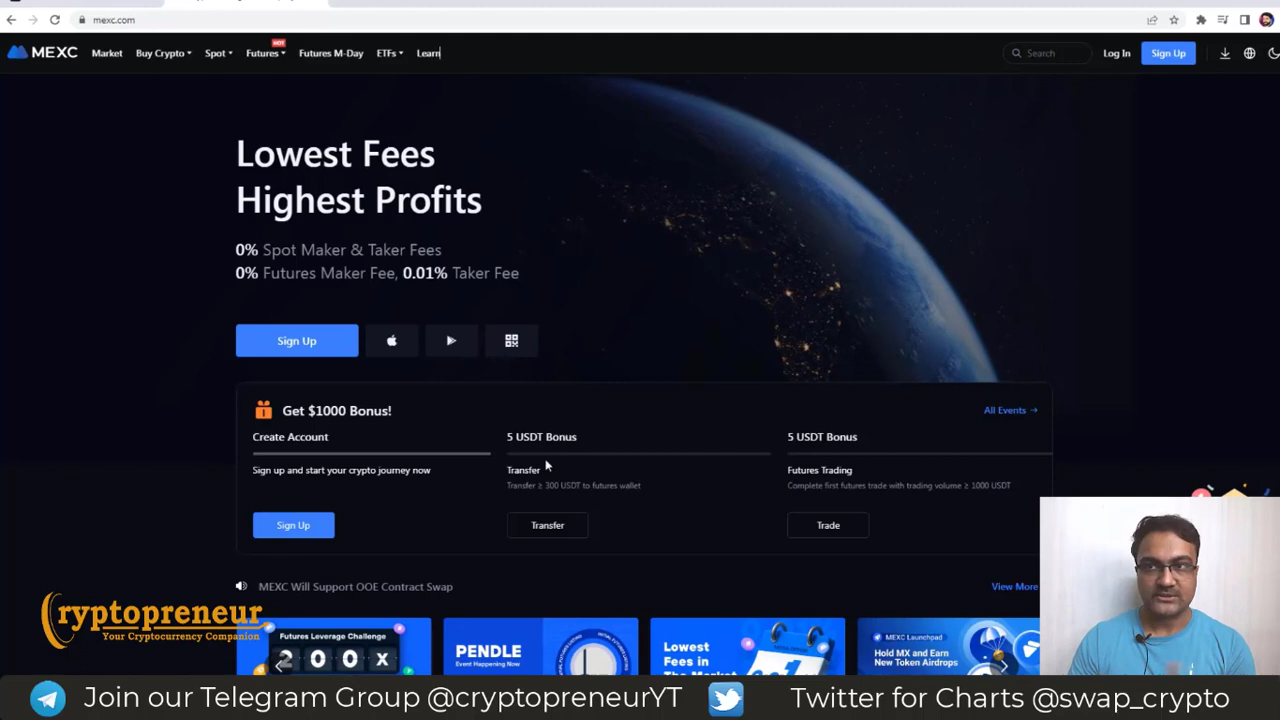 mexc.com
MEXC Market Buy Crypto Spot Futures HOT Futures M-Day ETFs Learn Search Log In Sign Up
Lowest Fees
Highest Profits
0% Spot Maker & Taker Fees
0% Futures Maker Fee, 0.01% Taker Fee
Sign Up
Get $1000 Bonus! All Events →
Create Account 5 USDT Bonus 5 USDT Bonus
Sign up and start your crypto journey now Transfer Futures Trading
Transfer ≥ 300 USDT to futures wallet Complete first futures trade with trading volume ≥ 1000 USDT
Sign Up Transfer Trade
MEXC Will Support OOE Contract Swap View More
Cryptopreneur
Your Cryptocurrency Companion
Futures Leverage Challenge
200x
PENDLE
Event Happening Now
Lowest
Fees in
MEXC Launchpad
Hold MX and Earn
New Token Airdrops
Join our Telegram Group @cryptopreneurYT Twitter for Charts @swap_crypto